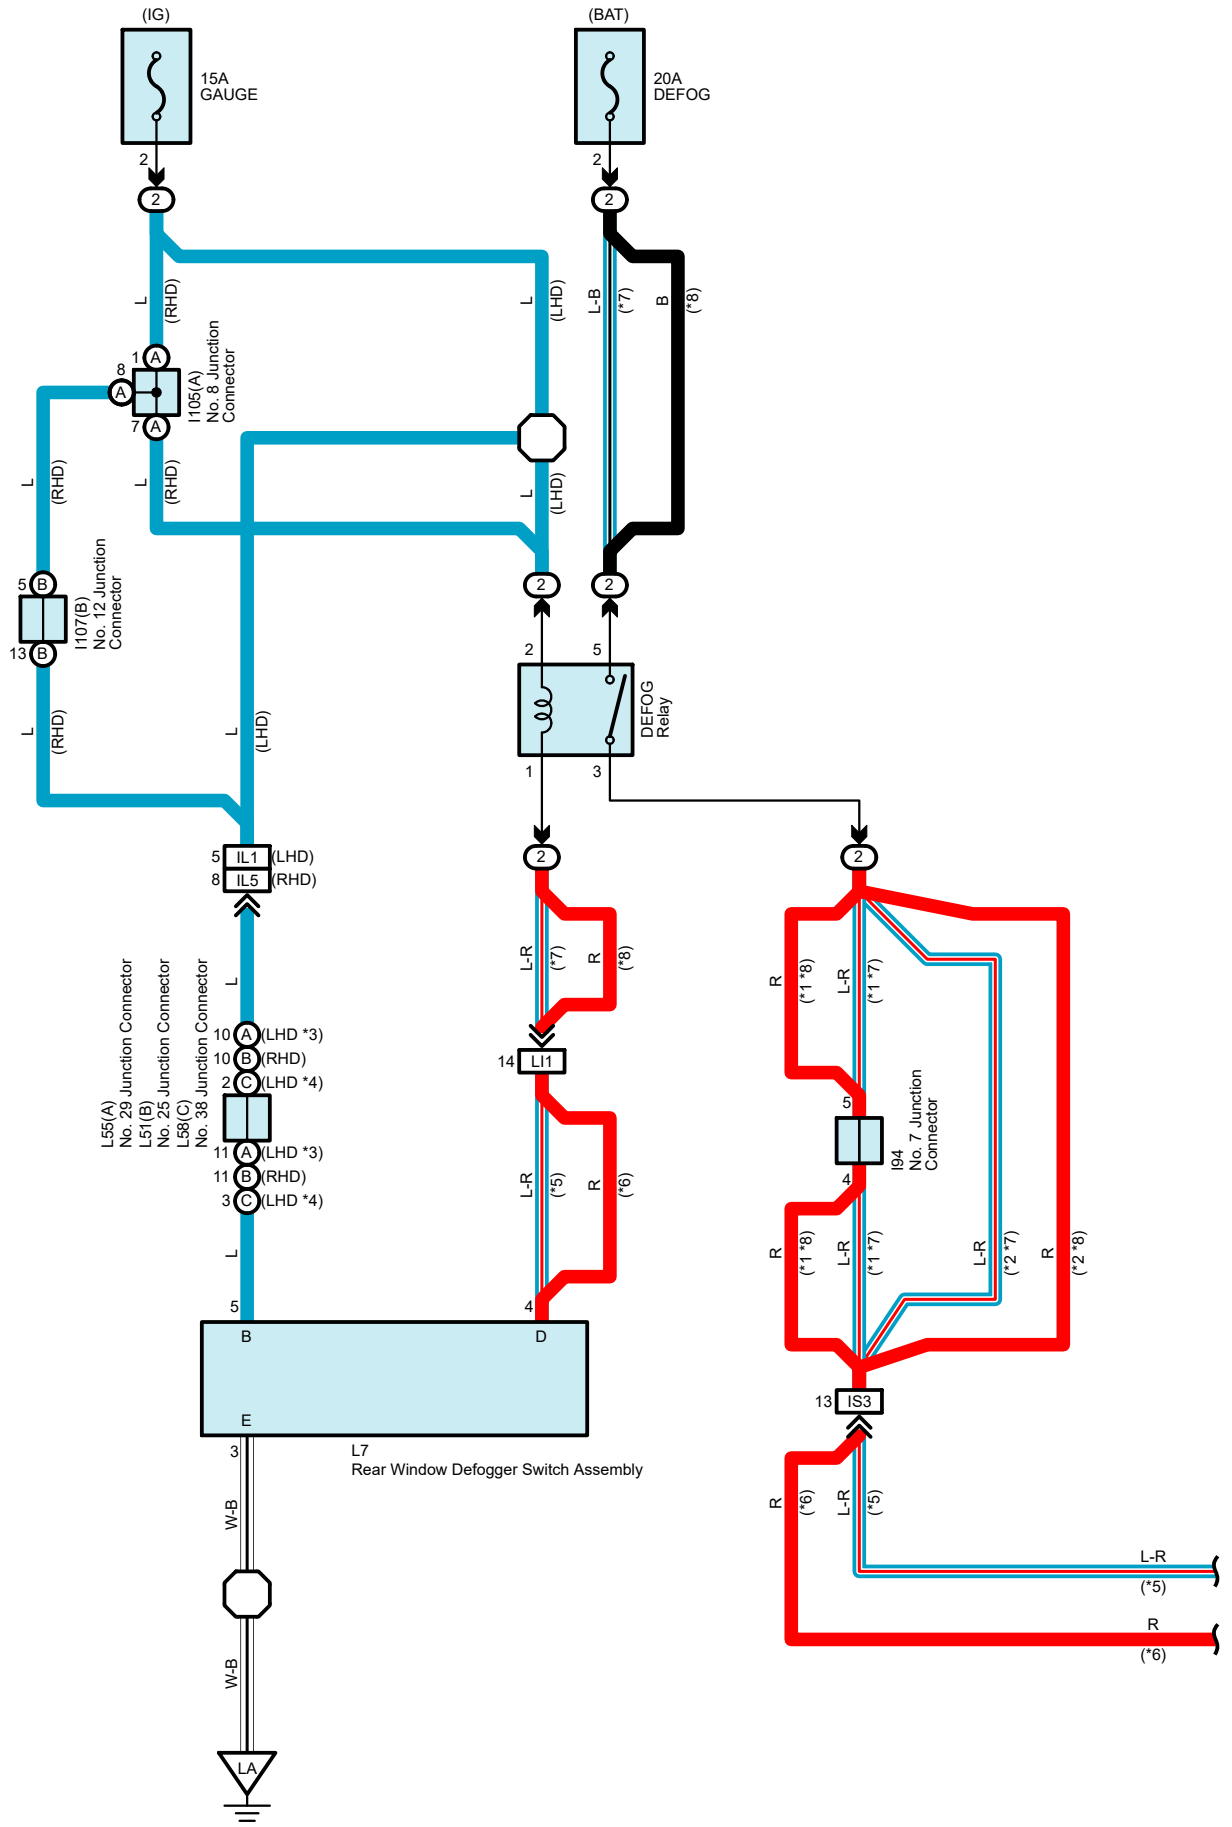 (IG)
(BAT)
15A
GAUGE
20A
DEFOG
2
2
2
2
L
(RHD)
L
(LHD)
L-B
(*7)
B
(*8)
1
A
8
A
7
A
I105(A)
No. 8 Junction
Connector
L
(RHD)
L
(RHD)
L
(LHD)
5
B
13
B
I107(B)
No. 12 Junction
Connector
2
2
2
5
DEFOG
Relay
1
3
L
(RHD)
L
(LHD)
5
IL1
(LHD)
8
IL5
(RHD)
2
2
L
L-R
(*7)
R
(*8)
R
(*1 *8)
L-R
(*1 *7)
L55(A)
No. 29 Junction Connector
L51(B)
No. 25 Junction Connector
L58(C)
No. 38 Junction Connector
10
A
(LHD *3)
10
B
(RHD)
2
C
(LHD *4)
11
A
(LHD *3)
11
B
(RHD)
3
C
(LHD *4)
14
LI1
5
4
I94
No. 7 Junction
Connector
L-R
(*5)
R
(*6)
L
R
(*1 *8)
L-R
(*1 *7)
L-R
(*2 *7)
R
(*2 *8)
5
4
B
D
E
3
L7
Rear Window Defogger Switch Assembly
13
IS3
W-B
R
(*6)
L-R
(*5)
L-R
(*5)
R
(*6)
W-B
LA